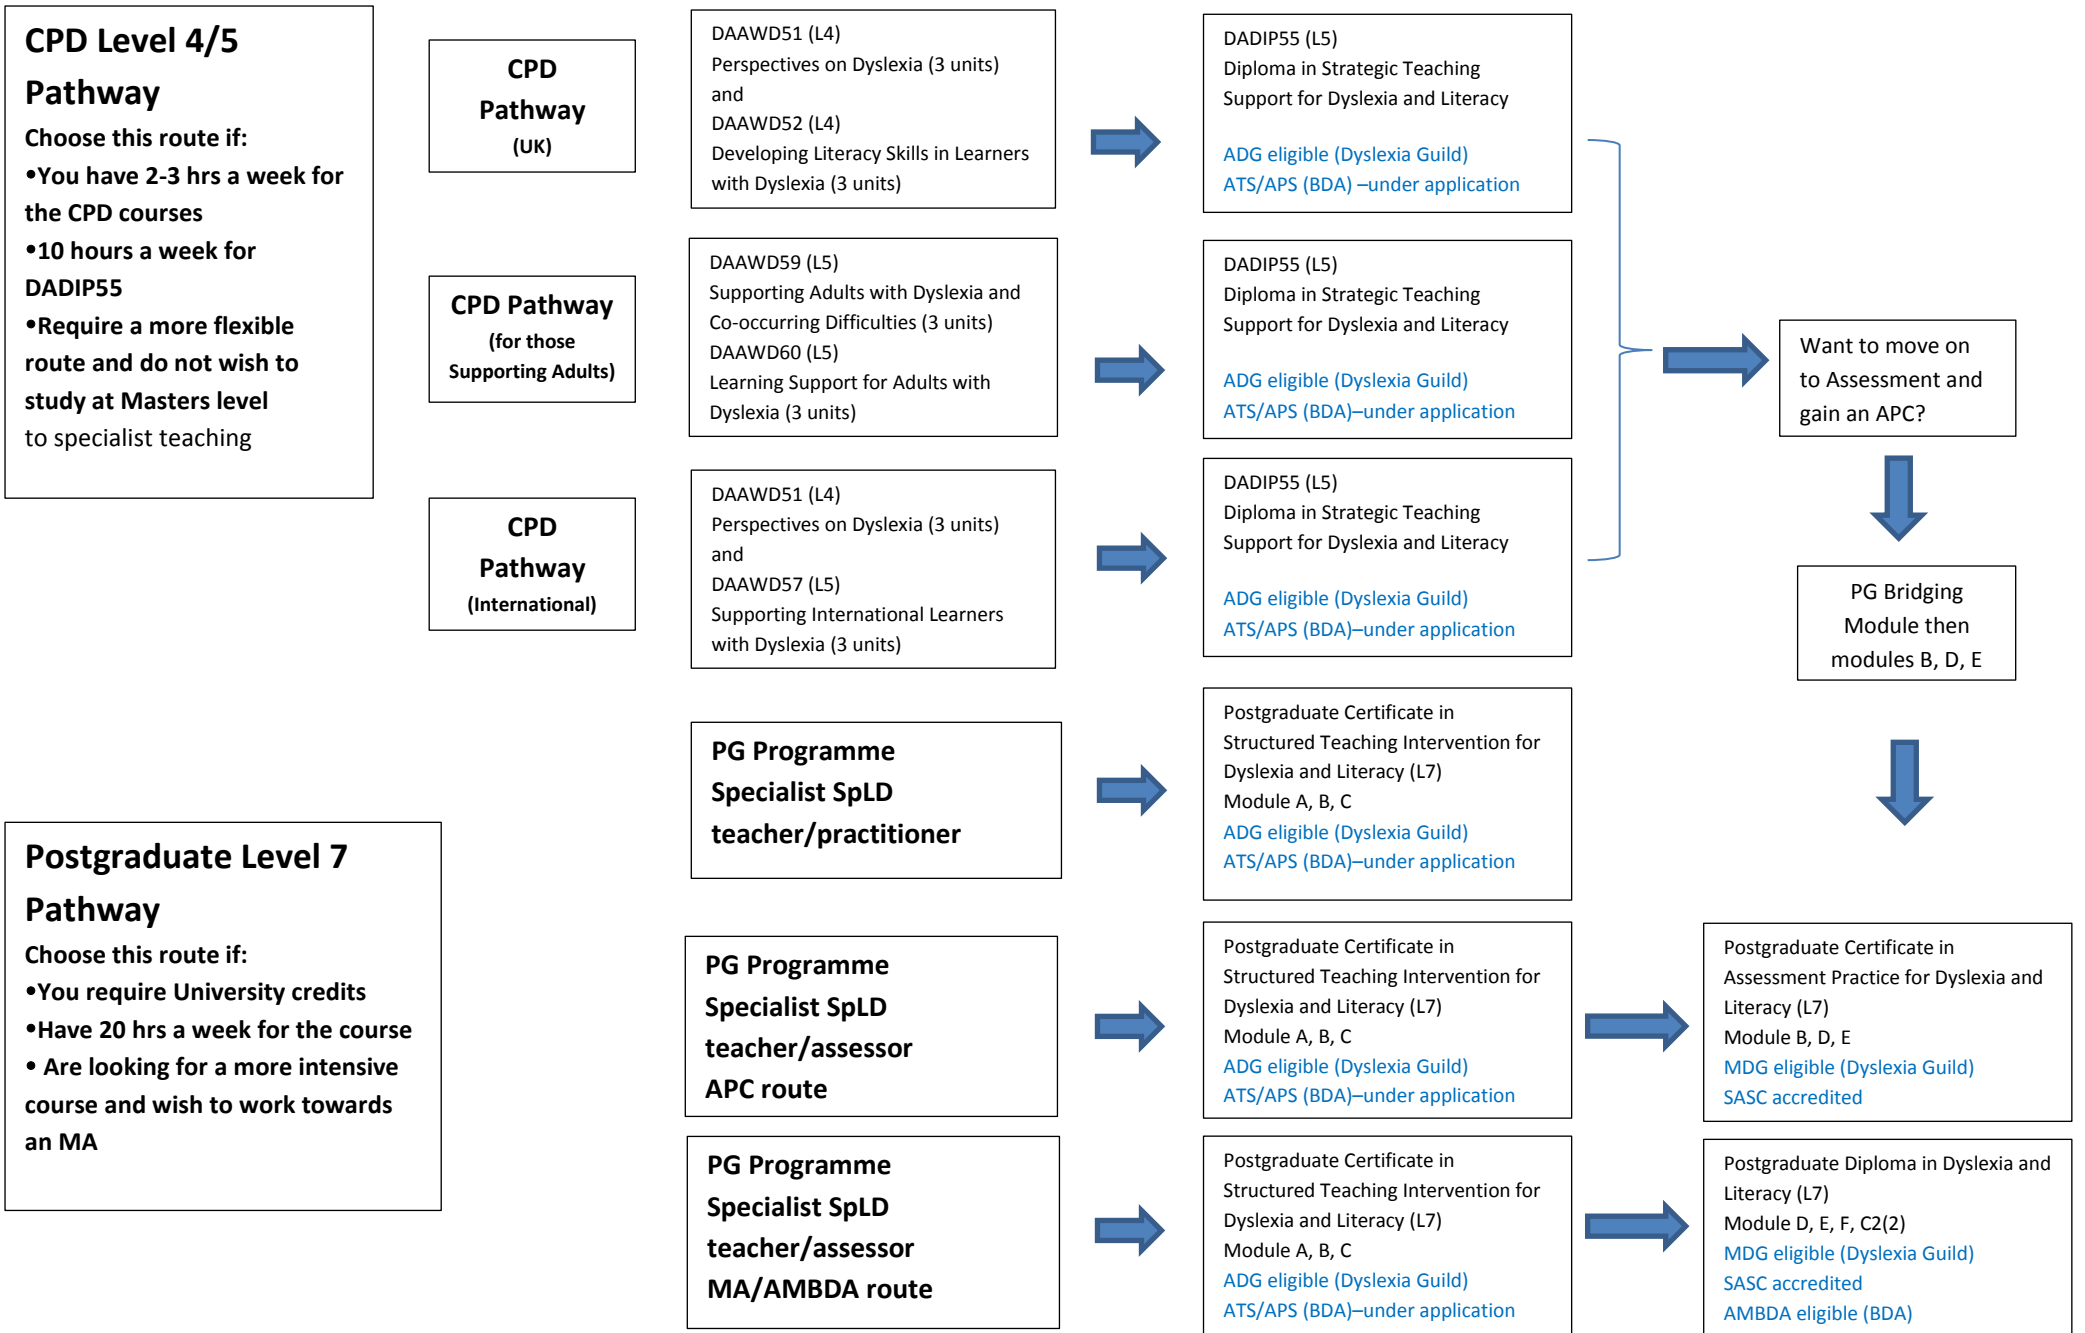 CPD Level 4/5
Pathway
Choose this route if:
•You have 2-3 hrs a week for
the CPD courses
•10 hours a week for
DADIP55
•Require a more flexible
route and do not wish to
study at Masters level
to specialist teaching
CPD
Pathway
(UK)
DAAWD51 (L4)
Perspectives on Dyslexia (3 units)
and
DAAWD52 (L4)
Developing Literacy Skills in Learners
with Dyslexia (3 units)
DADIP55 (L5)
Diploma in Strategic Teaching
Support for Dyslexia and Literacy
ADG eligible (Dyslexia Guild)
ATS/APS (BDA) –under application
CPD Pathway
(for those
Supporting Adults)
DAAWD59 (L5)
Supporting Adults with Dyslexia and
Co-occurring Difficulties (3 units)
DAAWD60 (L5)
Learning Support for Adults with
Dyslexia (3 units)
DADIP55 (L5)
Diploma in Strategic Teaching
Support for Dyslexia and Literacy
ADG eligible (Dyslexia Guild)
ATS/APS (BDA)–under application
CPD
Pathway
(International)
DAAWD51 (L4)
Perspectives on Dyslexia (3 units)
and
DAAWD57 (L5)
Supporting International Learners
with Dyslexia (3 units)
DADIP55 (L5)
Diploma in Strategic Teaching
Support for Dyslexia and Literacy
ADG eligible (Dyslexia Guild)
ATS/APS (BDA)–under application
Want to move on
to Assessment and
gain an APC?
PG Bridging
Module then
modules B, D, E
Postgraduate Level 7
Pathway
Choose this route if:
•You require University credits
•Have 20 hrs a week for the course
• Are looking for a more intensive
course and wish to work towards
an MA
PG Programme
Specialist SpLD
teacher/practitioner
Postgraduate Certificate in
Structured Teaching Intervention for
Dyslexia and Literacy (L7)
Module A, B, C
ADG eligible (Dyslexia Guild)
ATS/APS (BDA)–under application
PG Programme
Specialist SpLD
teacher/assessor
APC route
Postgraduate Certificate in
Structured Teaching Intervention for
Dyslexia and Literacy (L7)
Module A, B, C
ADG eligible (Dyslexia Guild)
ATS/APS (BDA)–under application
Postgraduate Certificate in
Assessment Practice for Dyslexia and
Literacy (L7)
Module B, D, E
MDG eligible (Dyslexia Guild)
SASC accredited
PG Programme
Specialist SpLD
teacher/assessor
MA/AMBDA route
Postgraduate Certificate in
Structured Teaching Intervention for
Dyslexia and Literacy (L7)
Module A, B, C
ADG eligible (Dyslexia Guild)
ATS/APS (BDA)–under application
Postgraduate Diploma in Dyslexia and
Literacy (L7)
Module D, E, F, C2(2)
MDG eligible (Dyslexia Guild)
SASC accredited
AMBDA eligible (BDA)